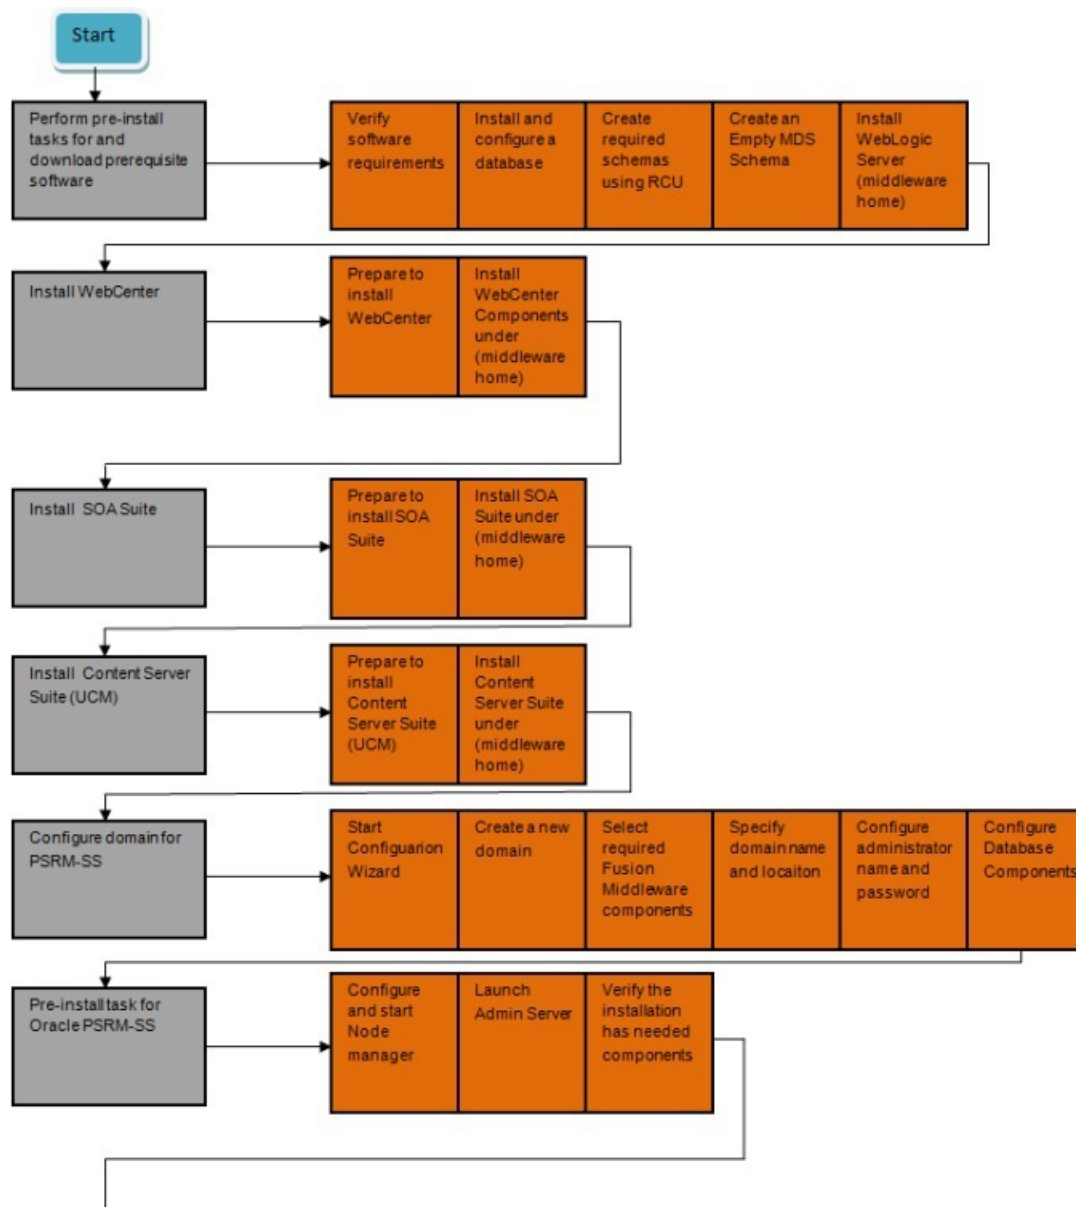 Start
Perform pre-install
tasks for and
download prerequisite
software
Verify
software
requirements
Install and
configure a
database
Create
required
schemas
using RCU
Create an
Empty MDS
Schema
Install
WebLogic
Server
(middleware
home)
Install WebCenter
Prepare to
install
WebCenter
Install
WebCenter
Components
under
(middleware
home)
Install SOA Suite
Prepare to
install SOA
Suite
Install SOA
Suite under
(middleware
home)
Install Content Server
Suite (UCM)
Prepare to
install
Content
Server Suite
(UCM)
Install
Content
Server Suite
under
(middleware
home)
Configure domain for
PSRM-SS
Start
Configuarion
Wizard
Create a new
domain
Select
required
Fusion
Middleware
components
Specify
domain name
and locaiton
Configure
administrator
name and
password
Configure
Database
Components
Pre-install task for
Oracle PSRM-SS
Configure
and start
Node
manager
Launch
Admin Server
Verify the
installation
has needed
components